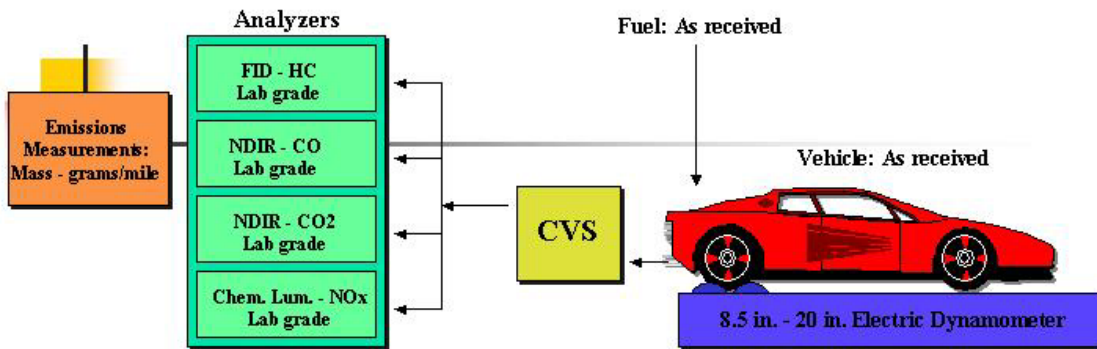 Analyzers
FID - HC
Lab grade
NDIR - CO
Lab grade
NDIR - CO2
Lab grade
Chem. Lum. - NOx
Lab grade
Emissions
Measurements:
Mass - grams/mile
CVS
Fuel: As received
Vehicle: As received
8.5 in. - 20 in. Electric Dynamometer